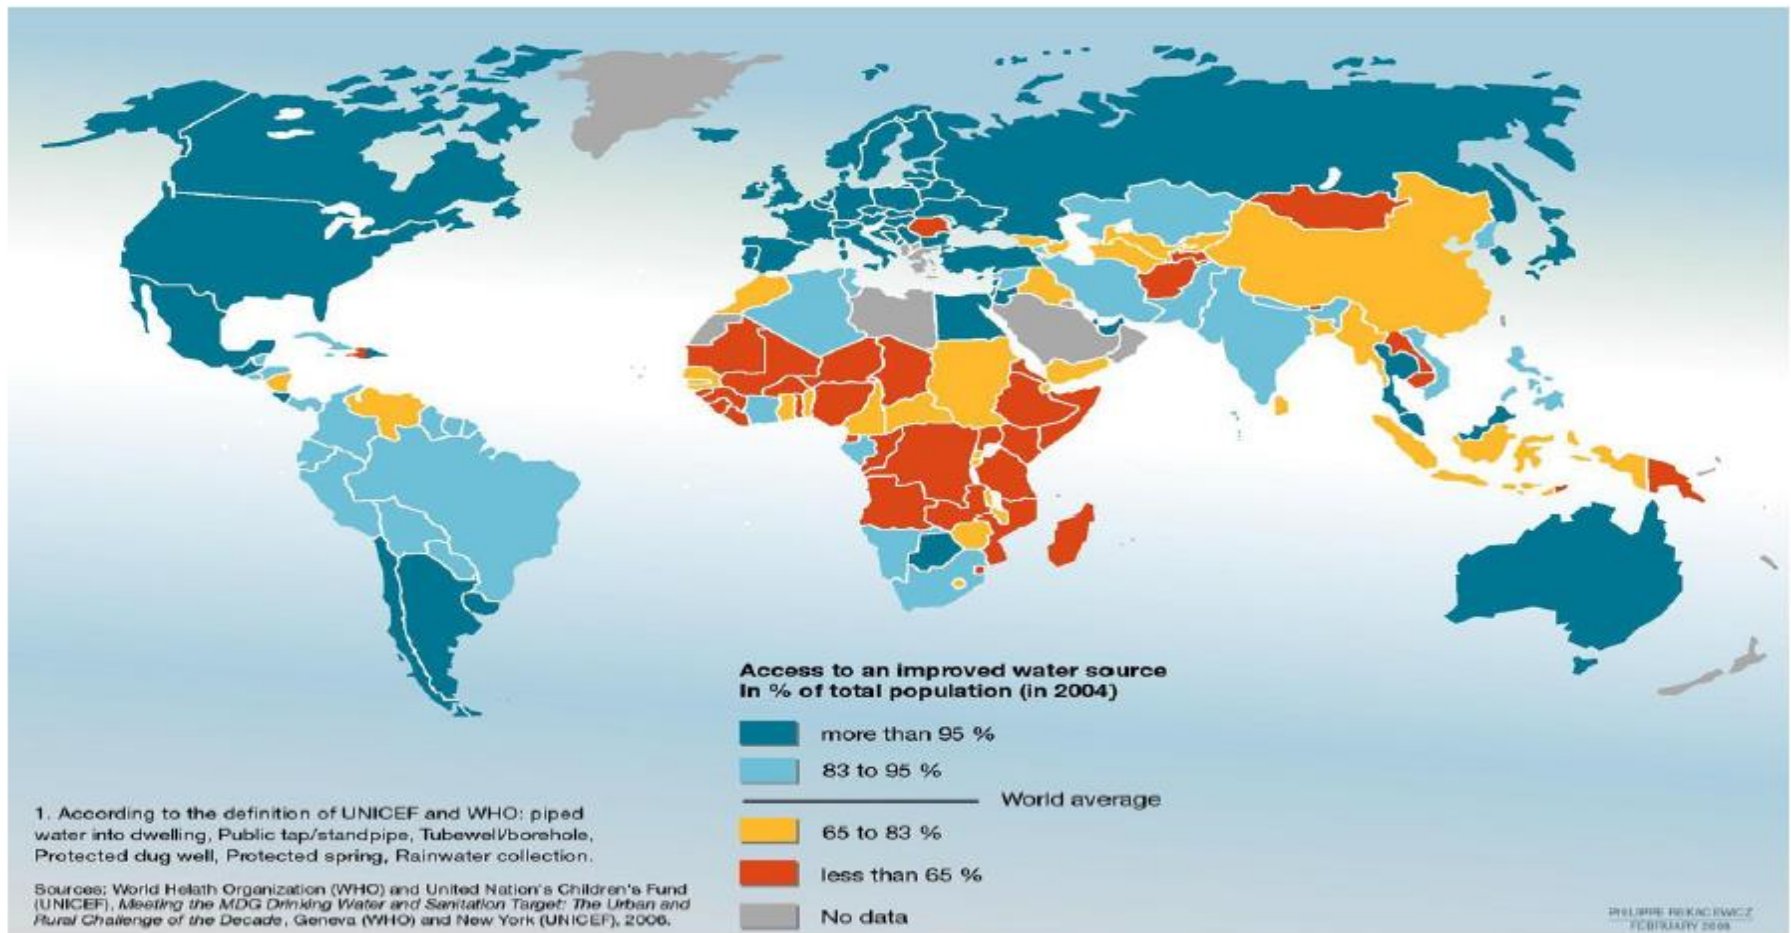 Access to an improved water source
in % of total population (in 2004)
more than 95 %
83 to 95 %
World average
65 to 83 %
less than 65 %
No data
1. According to the definition of UNICEF and WHO: piped
water into dwelling, Public tap/standpipe, Tubewell/borehole,
Protected dug well, Protected spring, Rainwater collection.
Sources: World Helath Organization (WHO) and United Nation's Children's Fund
(UNICEF), Meeting the MDG Drinking Water and Sanitation Target: The Urban and
Rural Challenge of the Decade, Geneva (WHO) and New York (UNICEF), 2006.
PHILIPPE REKACEWICZ
FEBRUARY